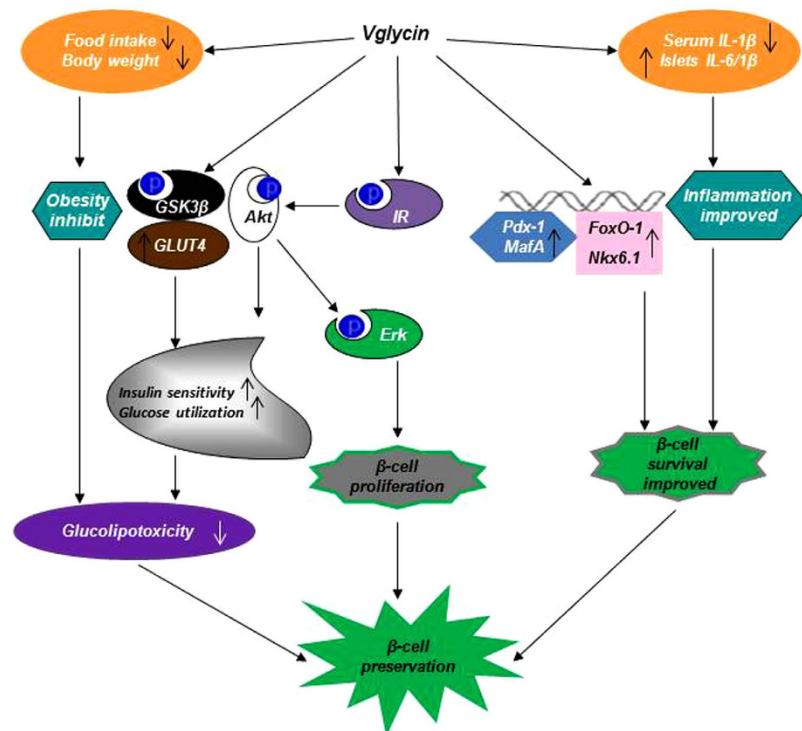 Vglycin
Food intake ↓
Body weight ↓
Serum IL-1β ↓
↑ Islets IL-6/1β
Obesity
inhibit
p
GSK3β
↑ GLUT4
p
Akt
p
IR
Pdx-1
MafA ↑
FoxO-1
Nkx6.1 ↑
Inflammation
improved
p
Erk
Insulin sensitivity ↑
Glucose utilization ↑
β-cell
proliferation
β-cell
survival
improved
Glucolipotoxicity ↓
β-cell
preservation